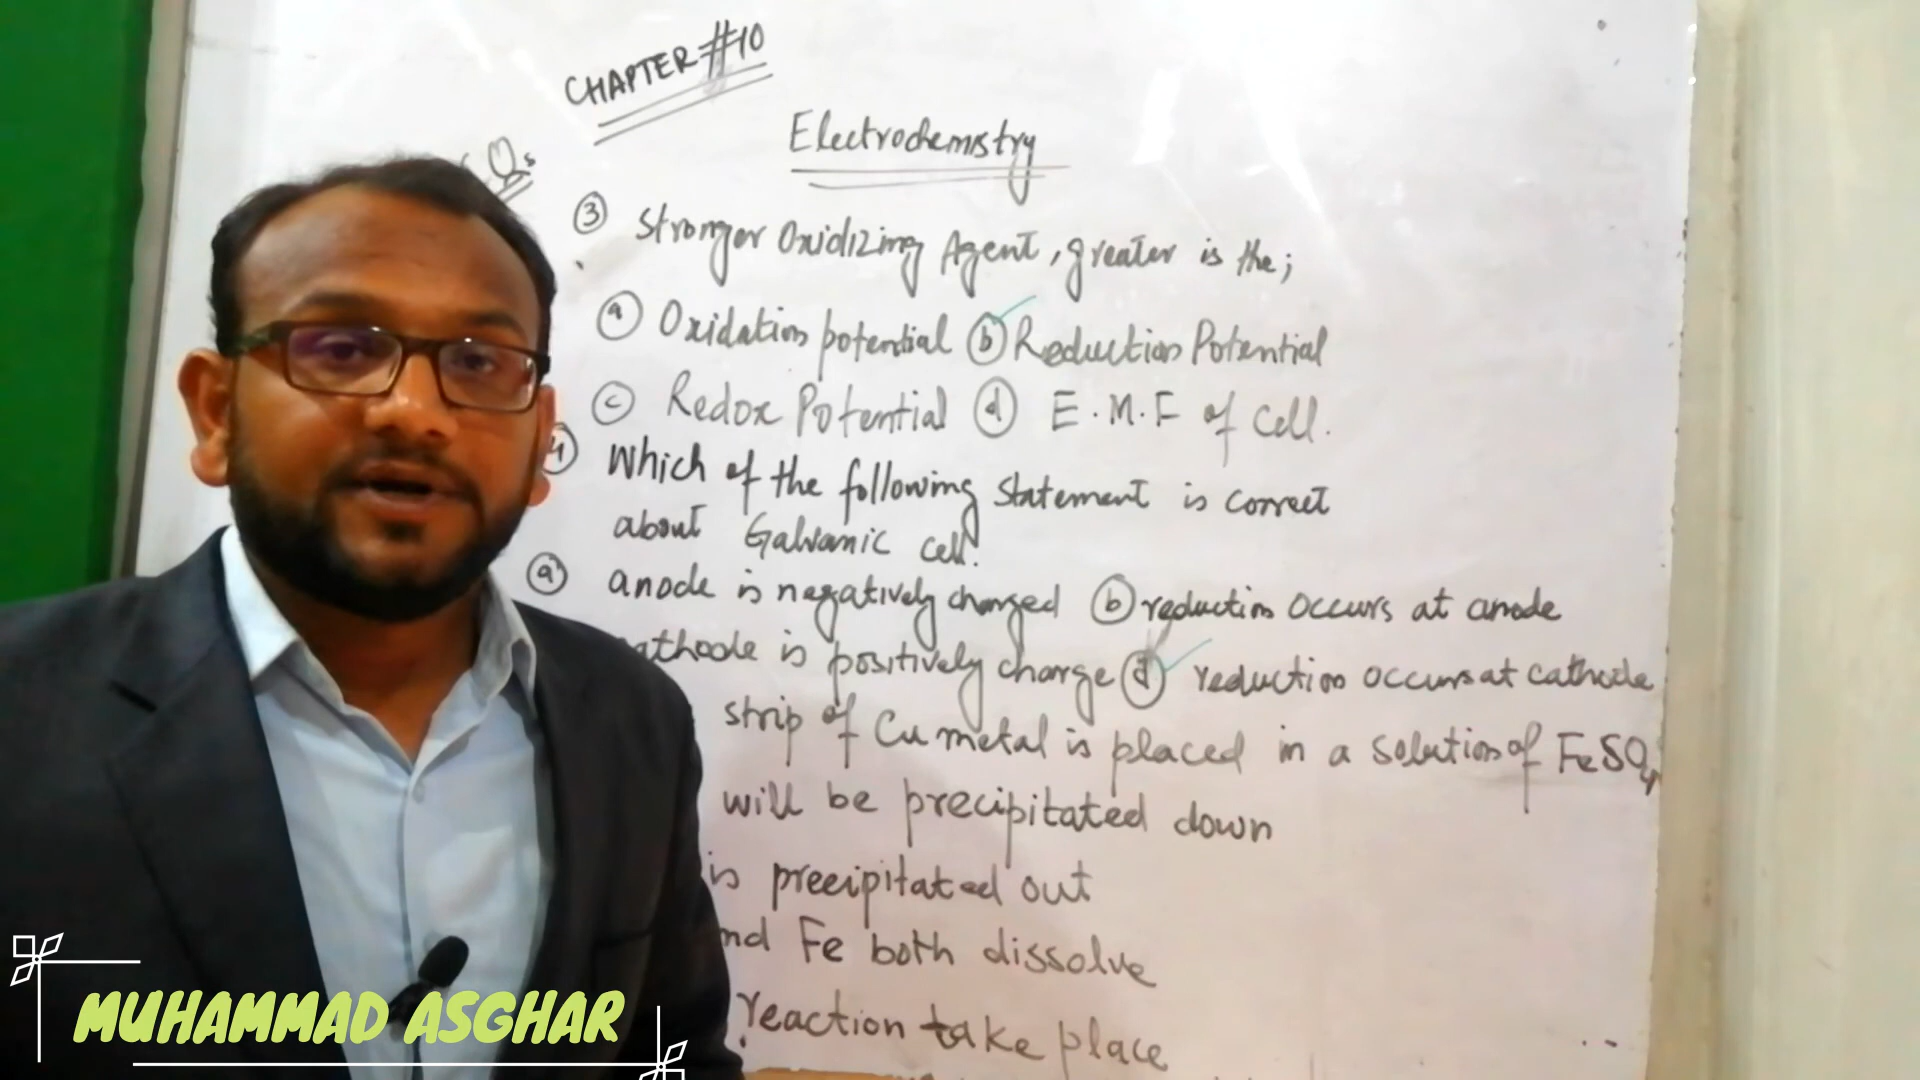 CHAPTER #10
Electrochemistry
Qs
③ Stronger Oxidizing Agent, greater is the;
ⓐ Oxidation potential ⓑ Reduction Potential
ⓒ Redox Potential ⓓ E.M.F of Cell.
4) Which of the following statement is correct
about Galvanic cell.
ⓐ anode is negatively charged ⓑ reduction occurs at anode
athode is positively charge ⓓ reduction occurs at cathode
strip of Cu metal is placed in a solution of FeSO4
will be precipitated down
is precipitated out
nd Fe both dissolve
reaction take place
MUHAMMAD ASGHAR